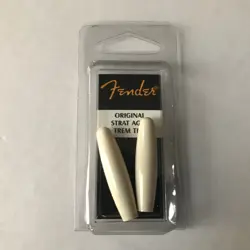 Fender
ORIGINAL
STRAT AG
TREM TI